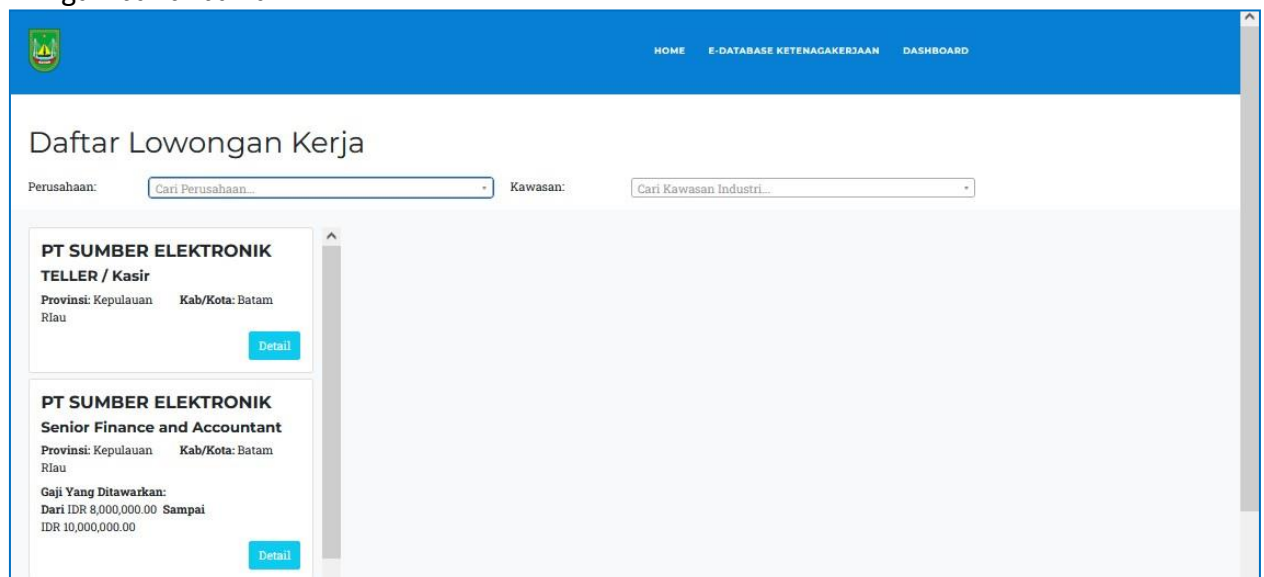 HOME E-DATABASE KETENAGAKERJAAN DASHBOARD
Daftar Lowongan Kerja
Perusahaan: Cari Perusahaan... Kawasan: Cari Kawasan Industri...
PT SUMBER ELEKTRONIK
TELLER / Kasir
Provinsi: Kepulauan Kab/Kota: Batam
RIau
Detail
PT SUMBER ELEKTRONIK
Senior Finance and Accountant
Provinsi: Kepulauan Kab/Kota: Batam
RIau
Gaji Yang Ditawarkan:
Dari IDR 8,000,000.00 Sampai
IDR 10,000,000.00
Detail